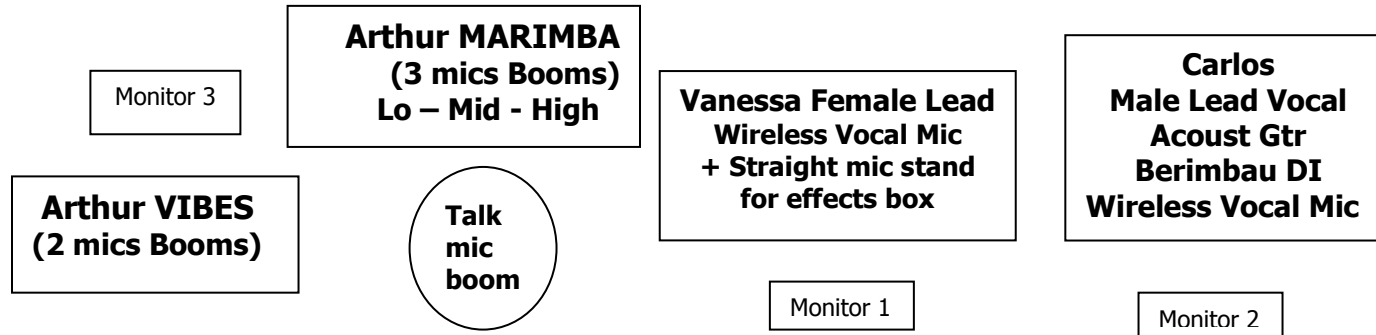 Monitor 3
Arthur MARIMBA
(3 mics Booms)
Lo – Mid - High
Vanessa Female Lead
Wireless Vocal Mic
+ Straight mic stand
for effects box
Carlos
Male Lead Vocal
Acoust Gtr
Berimbau DI
Wireless Vocal Mic
Arthur VIBES
(2 mics Booms)
Talk
mic
boom
Monitor 1
Monitor 2